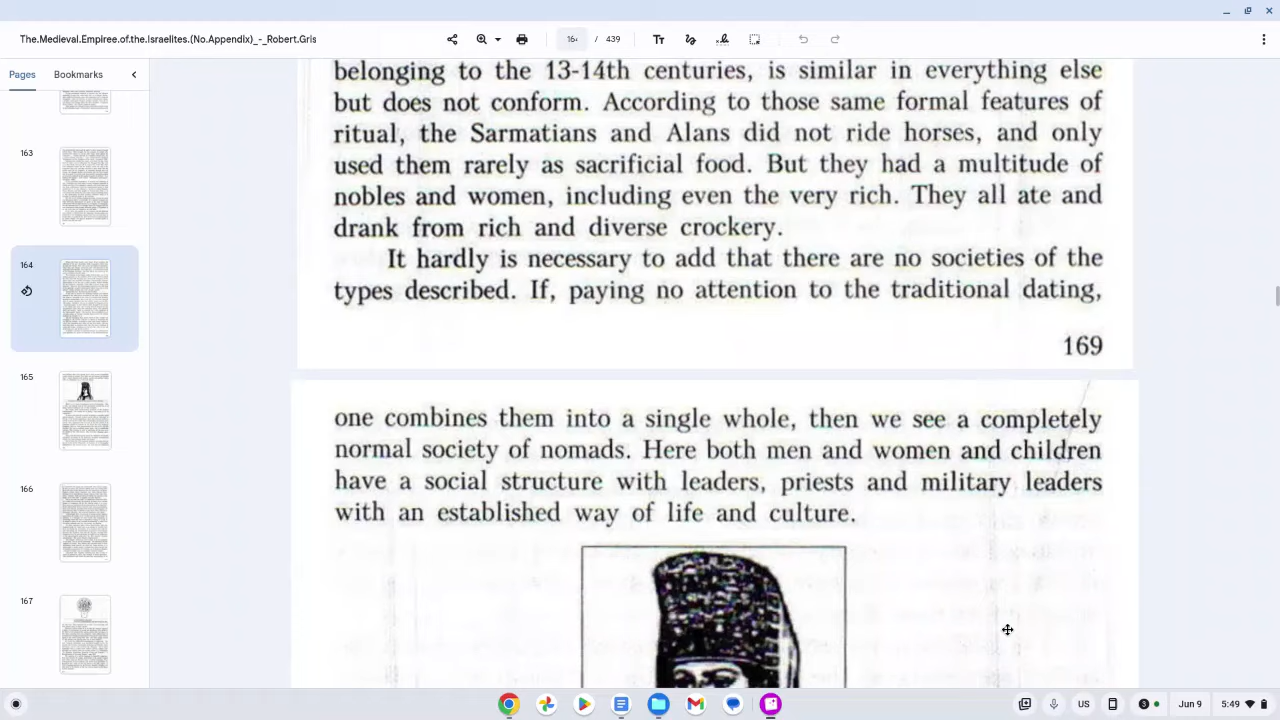 The.Medieval.Empiree.of.the.Israelites.(No.Appendix)_-_Robert.Gris
164 / 439
Pages
Bookmarks
163
164
165
166
167
belonging to the 13-14th centuries, is similar in everything else
but does not conform. According to those same formal features of
ritual, the Sarmatians and Alans did not ride horses, and only
used them rarely as sacrificial food. But they had a multitude of
nobles and women, including even the very rich. They all ate and
drank from rich and diverse crockery.
It hardly is necessary to add that there are no societies of the
types described. If, paying no attention to the traditional dating,
169
one combines them into a single whole, then we see a completely
normal society of nomads. Here both men and women and children
have a social structure with leaders, priests and military leaders
with an established way of life and culture.
US
3
Jun 9
5:49